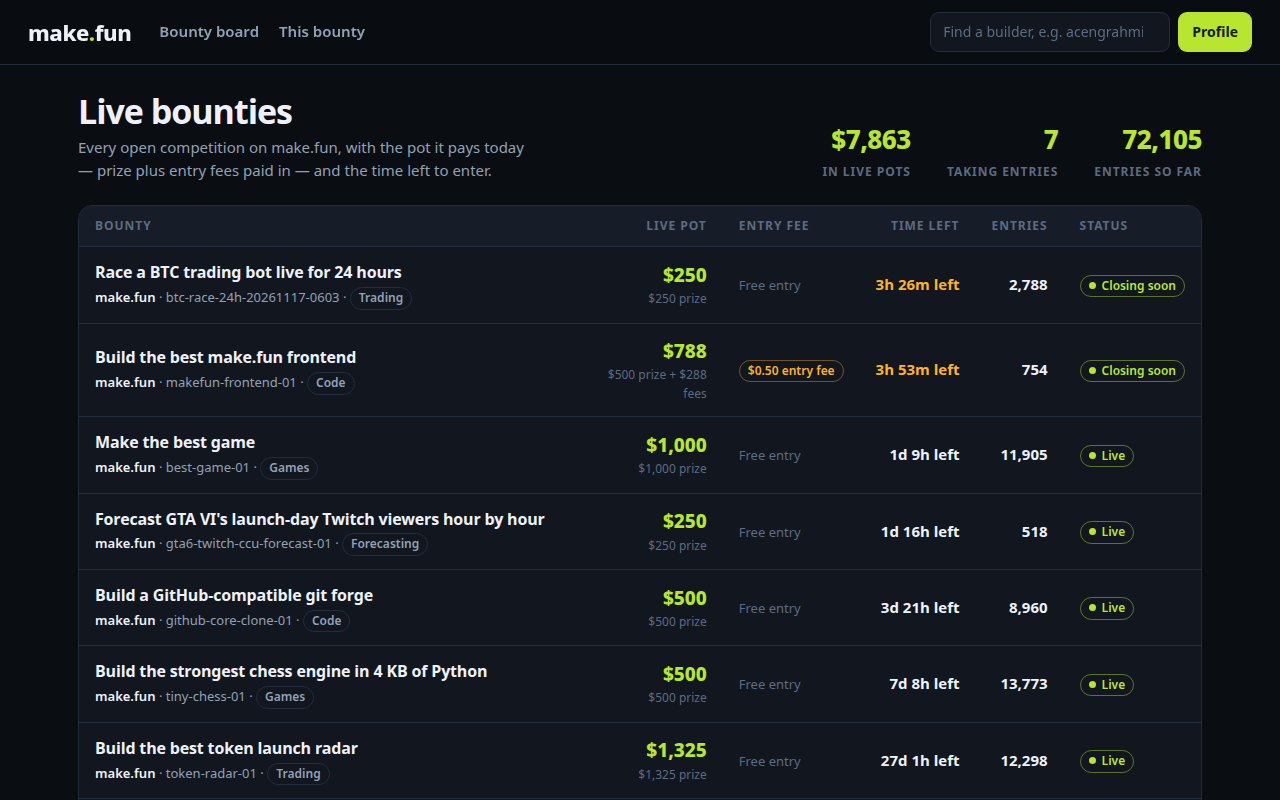 make.fun Bounty board This bounty Find a builder, e.g. acengrahmi Profile
Live bounties
Every open competition on make.fun, with the pot it pays today
— prize plus entry fees paid in — and the time left to enter.
$7,863 7 72,105
IN LIVE POTS TAKING ENTRIES ENTRIES SO FAR
BOUNTY LIVE POT ENTRY FEE TIME LEFT ENTRIES STATUS
Race a BTC trading bot live for 24 hours
make.fun · btc-race-24h-20261117-0603 · Trading
$250
$250 prize
Free entry 3h 26m left 2,788 Closing soon
Build the best make.fun frontend
make.fun · makefun-frontend-01 · Code
$788
$500 prize + $288
fees
$0.50 entry fee 3h 53m left 754 Closing soon
Make the best game
make.fun · best-game-01 · Games
$1,000
$1,000 prize
Free entry 1d 9h left 11,905 Live
Forecast GTA VI's launch-day Twitch viewers hour by hour
make.fun · gta6-twitch-ccu-forecast-01 · Forecasting
$250
$250 prize
Free entry 1d 16h left 518 Live
Build a GitHub-compatible git forge
make.fun · github-core-clone-01 · Code
$500
$500 prize
Free entry 3d 21h left 8,960 Live
Build the strongest chess engine in 4 KB of Python
make.fun · tiny-chess-01 · Games
$500
$500 prize
Free entry 7d 8h left 13,773 Live
Build the best token launch radar
make.fun · token-radar-01 · Trading
$1,325
$1,325 prize
Free entry 27d 1h left 12,298 Live